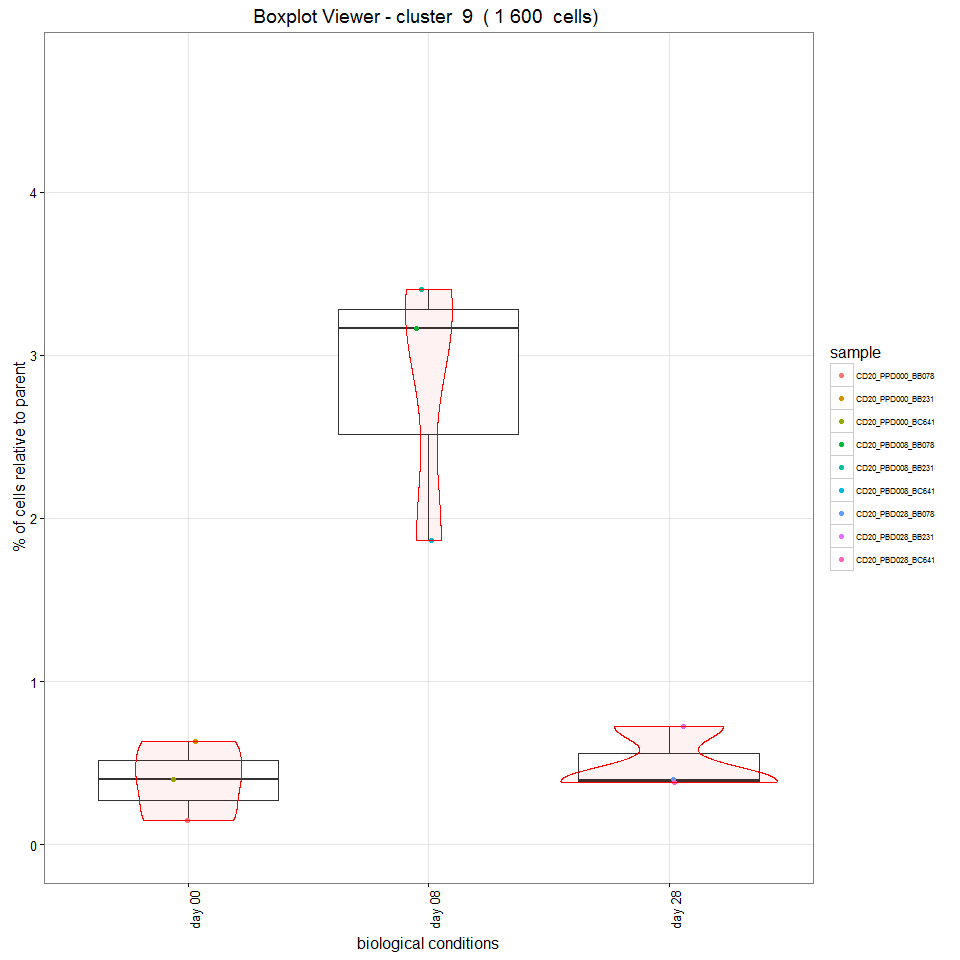 Boxplot Viewer - cluster 9 ( 1 600 cells)
% of cells relative to parent
4
3
2
1
0
day 00
day 08
day 28
biological conditions
sample
CD20_PPD000_BB078
CD20_PPD000_BB231
CD20_PPD000_BC641
CD20_PBD008_BB078
CD20_PBD008_BB231
CD20_PBD008_BC641
CD20_PBD028_BB078
CD20_PBD028_BB231
CD20_PBD028_BC641